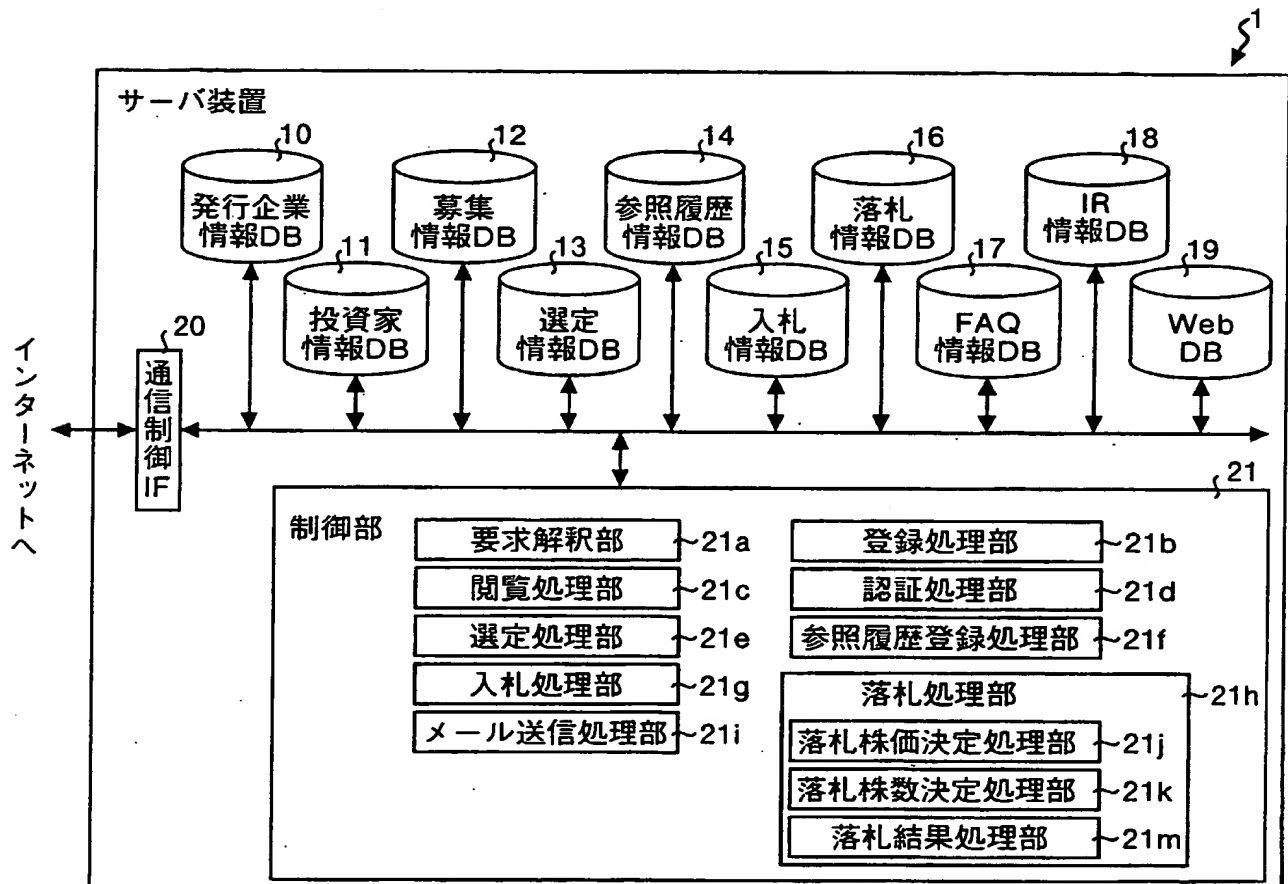 1
サーバ装置
10
発行企業
情報DB
12
募集
情報DB
14
参照履歴
情報DB
16
落札
情報DB
18
IR
情報DB
11
投資家
情報DB
13
選定
情報DB
15
入札
情報DB
17
FAQ
情報DB
19
Web
DB
インターネットへ
20
通信制御IF
21
制御部
要求解釈部 21a
登録処理部 21b
閲覧処理部 21c
認証処理部 21d
選定処理部 21e
参照履歴登録処理部 21f
入札処理部 21g
落札処理部 21h
メール送信処理部 21i
落札株価決定処理部 21j
落札株数決定処理部 21k
落札結果処理部 21m